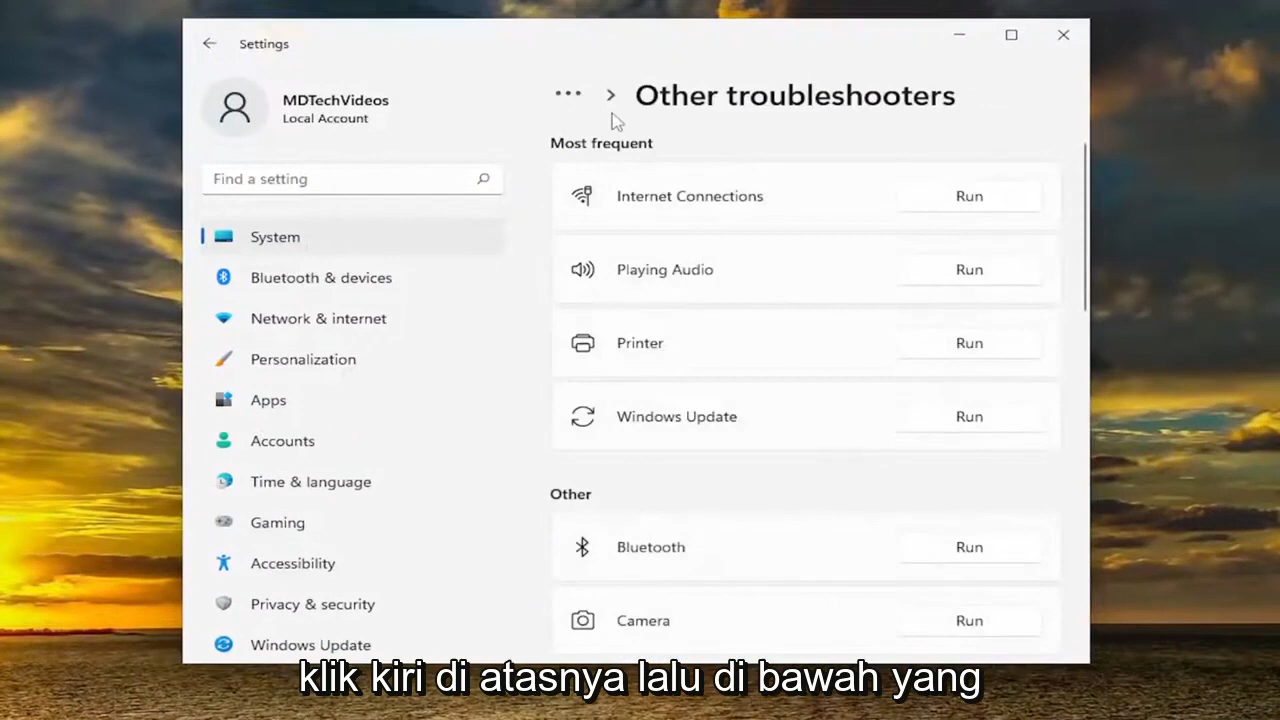 Settings
MDTechVideos
Local Account
Find a setting
System
Bluetooth & devices
Network & internet
Personalization
Apps
Accounts
Time & language
Gaming
Accessibility
Privacy & security
Windows Update
... > Other troubleshooters
Most frequent
Internet Connections Run
Playing Audio Run
Printer Run
Windows Update Run
Other
Bluetooth Run
Camera Run
klik kiri di atasnya lalu di bawah yang